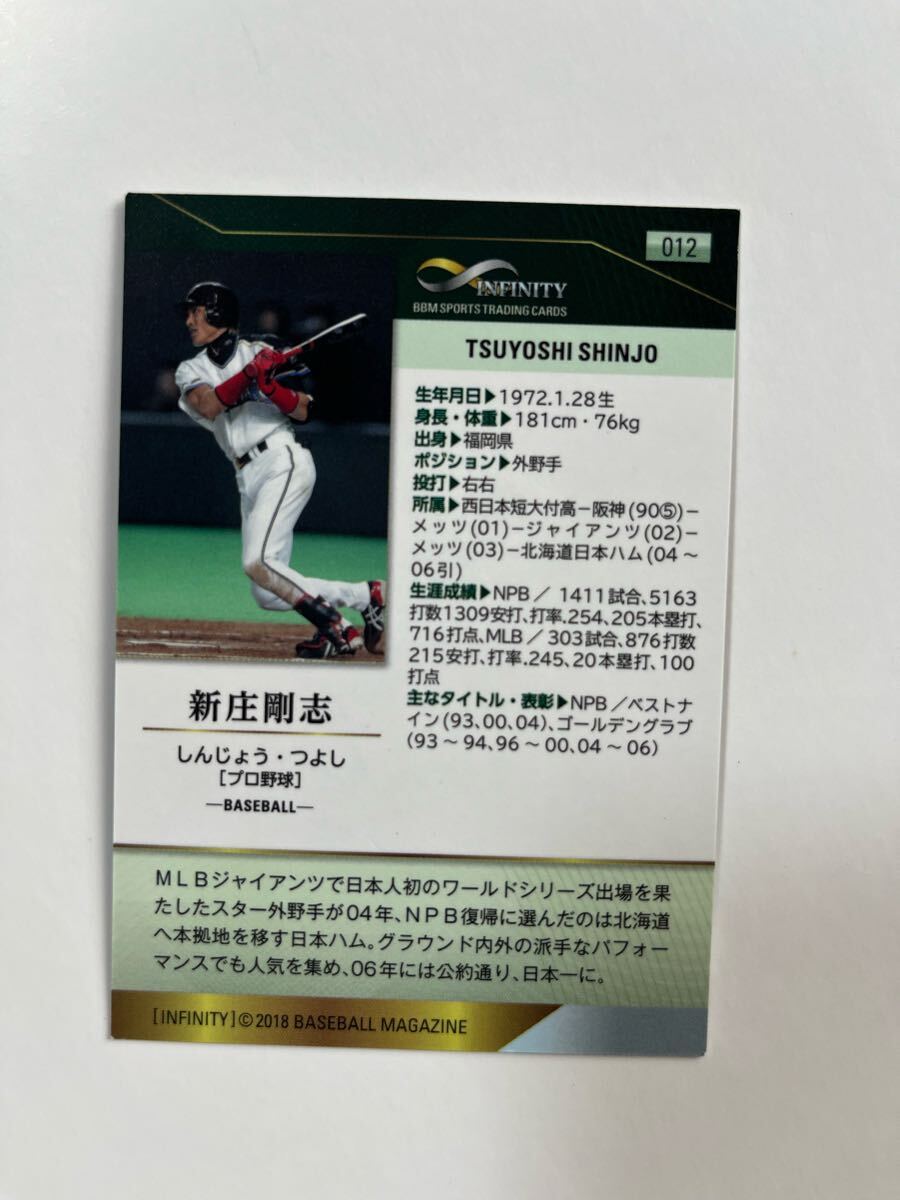 012
INFINITY
BBM SPORTS TRADING CARDS
TSUYOSHI SHINJO
生年月日▶1972.1.28生
身長・体重▶181cm・76kg
出身▶福岡県
ポジション▶外野手
投打▶右右
所属▶西日本短大付高－阪神(90⑤)－
メッツ(01)－ジャイアンツ(02)－
メッツ(03)－北海道日本ハム(04～
06引)
生涯成績▶NPB／ 1411試合、5163
打数1309安打、打率.254、205本塁打、
716打点、MLB／303試合、876打数
215安打、打率.245、20本塁打、100
打点
主なタイトル・表彰▶NPB／ベストナ
イン(93、00、04)、ゴールデングラブ
(93～94、96～00、04～06)
新庄剛志
しんじょう・つよし
[プロ野球]
―BASEBALL―
ＭＬＢジャイアンツで日本人初のワールドシリーズ出場を果
たしたスター外野手が04年、ＮＰＢ復帰に選んだのは北海道
へ本拠地を移す日本ハム。グラウンド内外の派手なパフォー
マンスでも人気を集め、06年には公約通り、日本一に。
[INFINITY]©2018 BASEBALL MAGAZINE